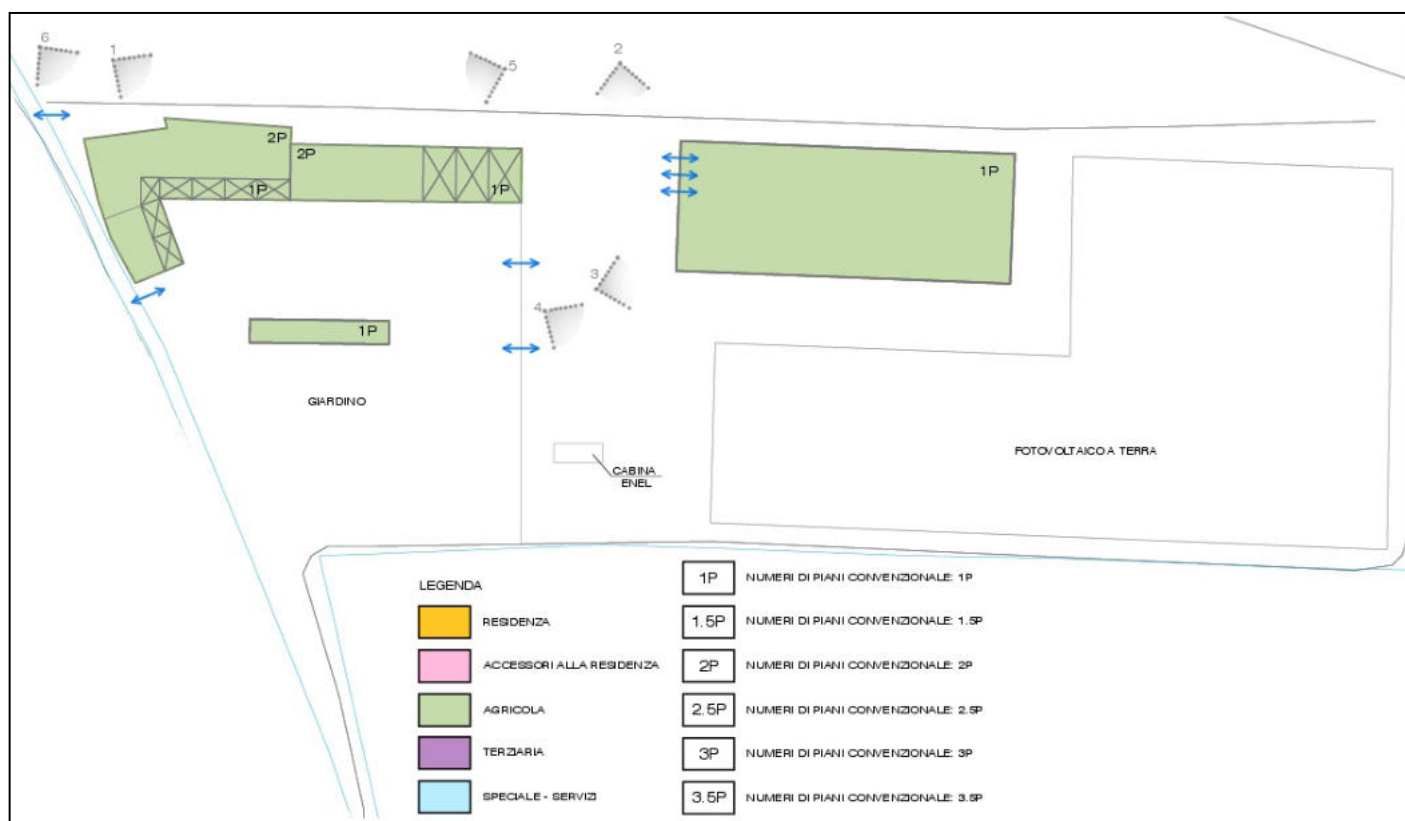 6
1
5
2
2P
2P
1P
1P
1P
3
4
1P
GIARDINO
CABINA
ENEL
FOTOVOLTAICO A TERRA
LEGENDA
RESIDENZA
ACCESSORI ALLA RESIDENZA
AGRICOLA
TERZIARIA
SPECIALE - SERVIZI
1P NUMERI DI PIANI CONVENZIONALE: 1P
1.5P NUMERI DI PIANI CONVENZIONALE: 1.5P
2P NUMERI DI PIANI CONVENZIONALE: 2P
2.5P NUMERI DI PIANI CONVENZIONALE: 2.5P
3P NUMERI DI PIANI CONVENZIONALE: 3P
3.5P NUMERI DI PIANI CONVENZIONALE: 3.5P